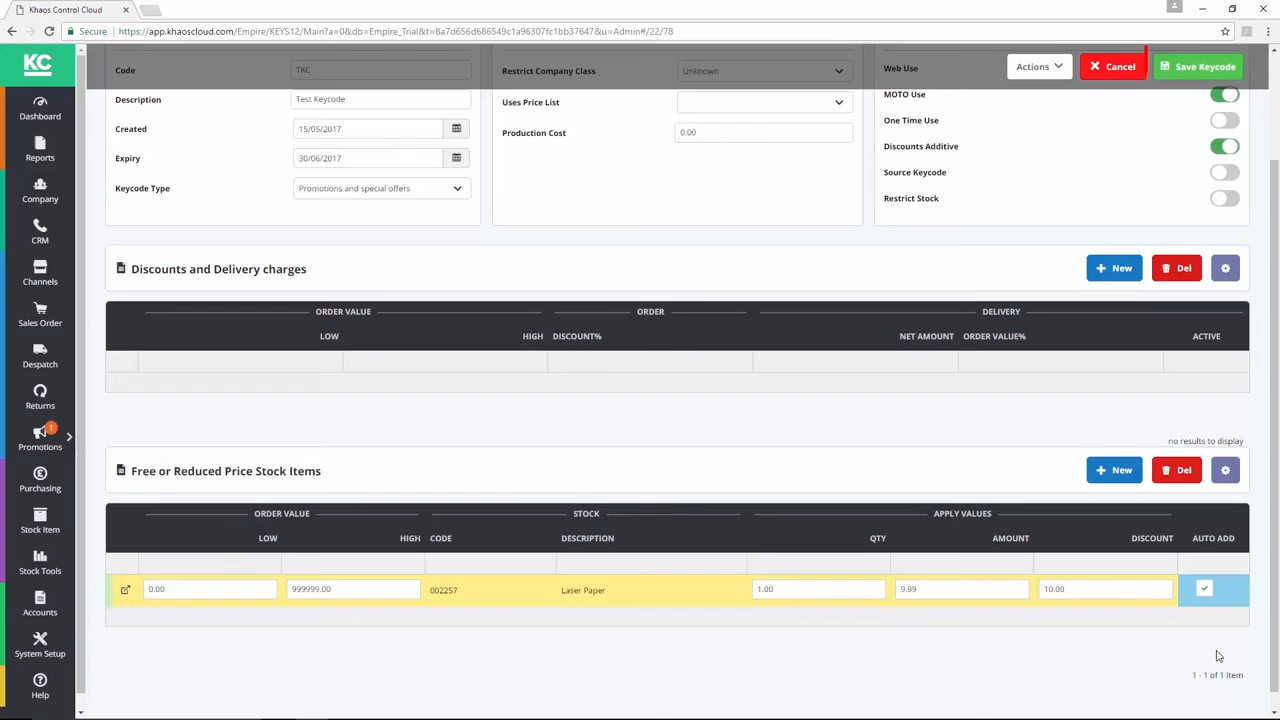 Khaos Control Cloud
Secure
https://app.khaoscloud.com/Empire/KEYS12/Main?a=0&db=Empire_Trial&t=8a7d656d686549c1a96307fc1bb37647&u=Admin#/22/78
KC
Dashboard
Reports
Company
CRM
Channels
Sales Order
Despatch
Returns
1
Promotions
Purchasing
Stock Item
Stock Tools
Accounts
System Setup
Help
Actions
Cancel
Save Keycode
Code TKC
Description Test Keycode
Created 15/05/2017
Expiry 30/06/2017
Keycode Type Promotions and special offers
Restrict Company Class Unknown
Uses Price List
Production Cost 0.00
Web Use
MOTO Use
One Time Use
Discounts Additive
Source Keycode
Restrict Stock
Discounts and Delivery charges
New Del
ORDER VALUE ORDER DELIVERY
LOW HIGH DISCOUNT% NET AMOUNT ORDER VALUE% ACTIVE
no results to display
Free or Reduced Price Stock Items
New Del
ORDER VALUE STOCK APPLY VALUES
LOW HIGH CODE DESCRIPTION QTY AMOUNT DISCOUNT AUTO ADD
0.00 999999.00 002257 Laser Paper 1.00 9.99 10.00
1 - 1 of 1 Item